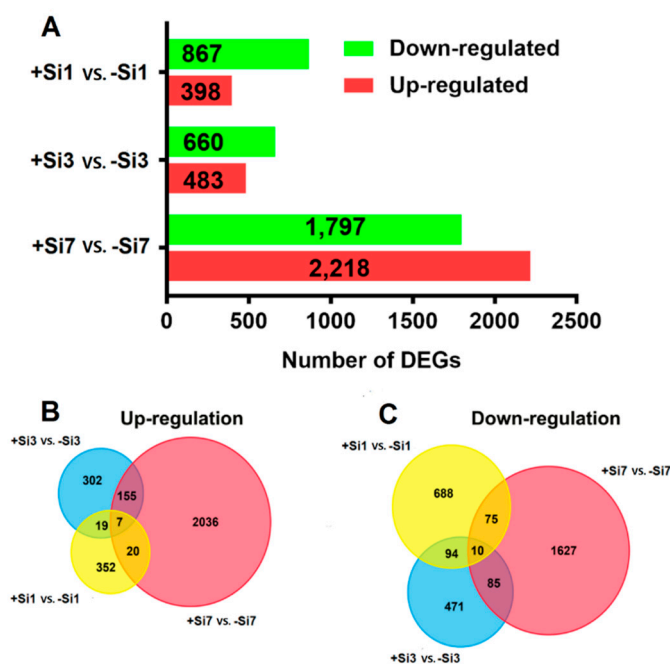 A
867
Down-regulated
+Si1 vs. -Si1
398
Up-regulated
660
+Si3 vs. -Si3
483
1,797
+Si7 vs. -Si7
2,218
0 500 1000 1500 2000 2500
Number of DEGs
B
Up-regulation
+Si3 vs. -Si3
302
155
2036
19
7
20
352
+Si1 vs. -Si1
+Si7 vs. -Si7
C
Down-regulation
+Si1 vs. -Si1
+Si7 vs. -Si7
688
75
94
10
1627
85
471
+Si3 vs. -Si3